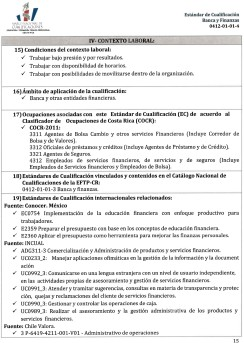 Estándar de Cualificación
Banca y Finanzas
0412-01-01-4
IV- CONTEXTO LABORAL:
15) Condiciones del contexto laboral:
✓ Trabajar bajo presión y por resultados.
✓ Trabajar con disponibilidad de horarios.
✓ Trabajar con posibilidades de movilizarse dentro de la organización.
16) Ámbito de aplicación de la cualificación:
✓ Banca y otras entidades financieras.
17) Ocupaciones asociadas con este Estándar de Cualificación (EC) de acuerdo al
Clasificador de Ocupaciones de Costa Rica (COCR):
✓ COCR-2011:
3311 Agentes de Bolsa Cambio y otros servicios Financieros (Incluye Corredor de
Bolsa y de Valores).
3312 Oficiales de préstamos y créditos (incluye Agentes de Préstamo y de Crédito).
3321 Agentes de Seguros.
4312 Empleados de servicios financieros, de servicios y de seguros (Incluye
Empleados de Servicios financieros y Empleados de Bolsa).
18) Estándares de Cualificación vinculados y contenidos en el Catálogo Nacional de
Cualificaciones de la EFTP-CR:
✓ 0412-01-01-3 Banca y finanzas.
19) Estándares de Cualificación internacionales relacionados:
Fuente: Conocer. México
✓ EC0754 Implementación de la educación financiera con enfoque productivo para
trabajadores.
✓ E2359 Preparar el presupuesto con base en los conceptos de educación financiera.
✓ E2360 Aplicar el presupuesto como herramienta para mejorar las finanzas personales.
Fuente: INCUAL
✓ ADG211-3 Comercialización y Administración de productos y servicios financieros.
✓ UC0233_2: Manejar aplicaciones ofimáticas en la gestión de la información y la document
ación
✓ UC0992_3: Comunicarse en una lengua extranjera con un nivel de usuario independiente, en
las actividades propias de asesoramiento y gestión de servicios financieros.
✓ UC0991_3: Atender y tramitar sugerencias, consultas en materia de transparencia y protec
ción, quejas y reclamaciones del cliente de servicios financieros.
✓ UC0990_3: Gestionar y controlar las operaciones de caja.
✓ UC0989_3: Realizar el asesoramiento y la gestión administrativa de los productos y servicios
financieros.
Fuente: Chile Valora.
✓ 3 P-6419-4211-001-V01 - Administrativo de operaciones
15